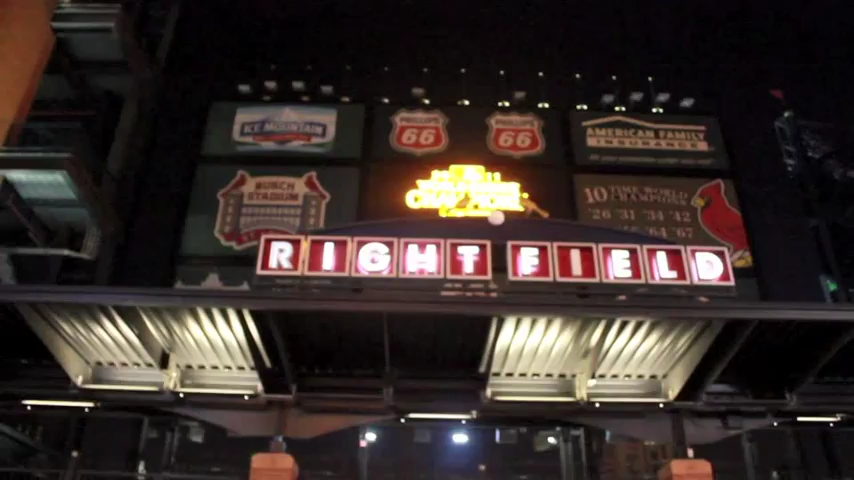 ICE MOUNTAIN
PHILLIPS
66
PHILLIPS
66
AMERICAN FAMILY
INSURANCE
BUSCH
STADIUM
10 TIME WORLD
CHAMPIONS
'26 '31 '34 '42
'64 '67
RIGHT FIELD